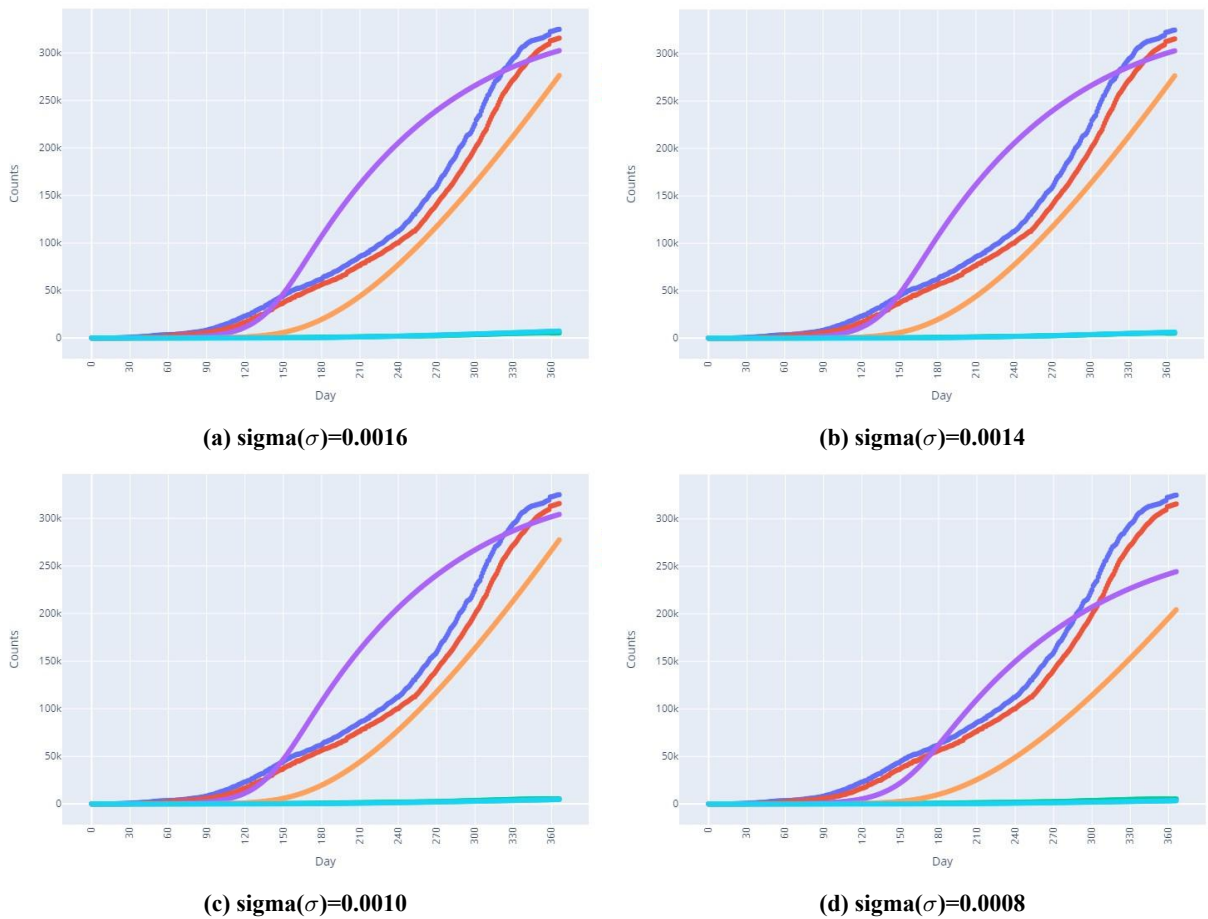 300k
250k
200k
150k
100k
50k
0
Counts
0 30 60 90 120 150 180 210 240 270 300 330 360
Day
(a) sigma(σ)=0.0016
300k
250k
200k
150k
100k
50k
0
Counts
0 30 60 90 120 150 180 210 240 270 300 330 360
Day
(b) sigma(σ)=0.0014
300k
250k
200k
150k
100k
50k
0
Counts
0 30 60 90 120 150 180 210 240 270 300 330 360
Day
(c) sigma(σ)=0.0010
300k
250k
200k
150k
100k
50k
0
Counts
0 30 60 90 120 150 180 210 240 270 300 330 360
Day
(d) sigma(σ)=0.0008